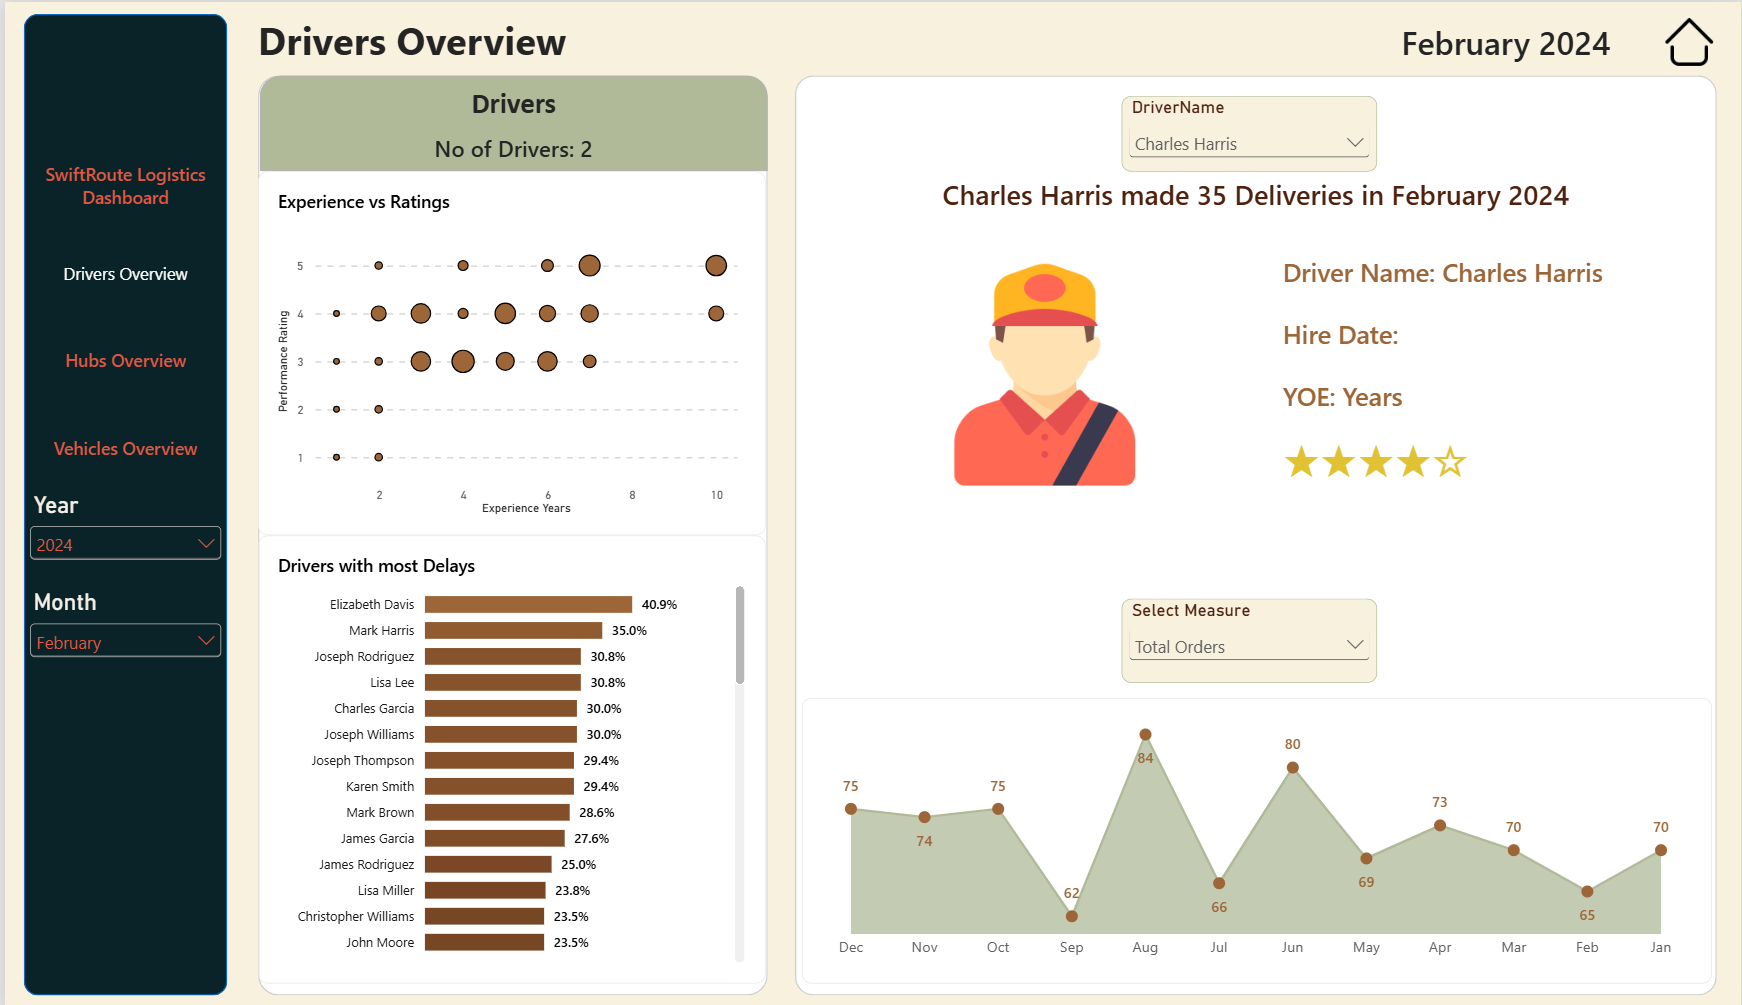 Drivers Overview
February 2024
SwiftRoute Logistics
Dashboard
Drivers Overview
Hubs Overview
Vehicles Overview
Year
2024
Month
February
Drivers
No of Drivers: 2
Experience vs Ratings
Performance Rating
5
4
3
2
1
2
4
6
8
10
Experience Years
Drivers with most Delays
Elizabeth Davis 40.9%
Mark Harris 35.0%
Joseph Rodriguez 30.8%
Lisa Lee 30.8%
Charles Garcia 30.0%
Joseph Williams 30.0%
Joseph Thompson 29.4%
Karen Smith 29.4%
Mark Brown 28.6%
James Garcia 27.6%
James Rodriguez 25.0%
Lisa Miller 23.8%
Christopher Williams 23.5%
John Moore 23.5%
DriverName
Charles Harris
Charles Harris made 35 Deliveries in February 2024
Driver Name: Charles Harris
Hire Date:
YOE: Years
Select Measure
Total Orders
75
74
75
62
84
66
80
69
73
70
65
70
Dec
Nov
Oct
Sep
Aug
Jul
Jun
May
Apr
Mar
Feb
Jan